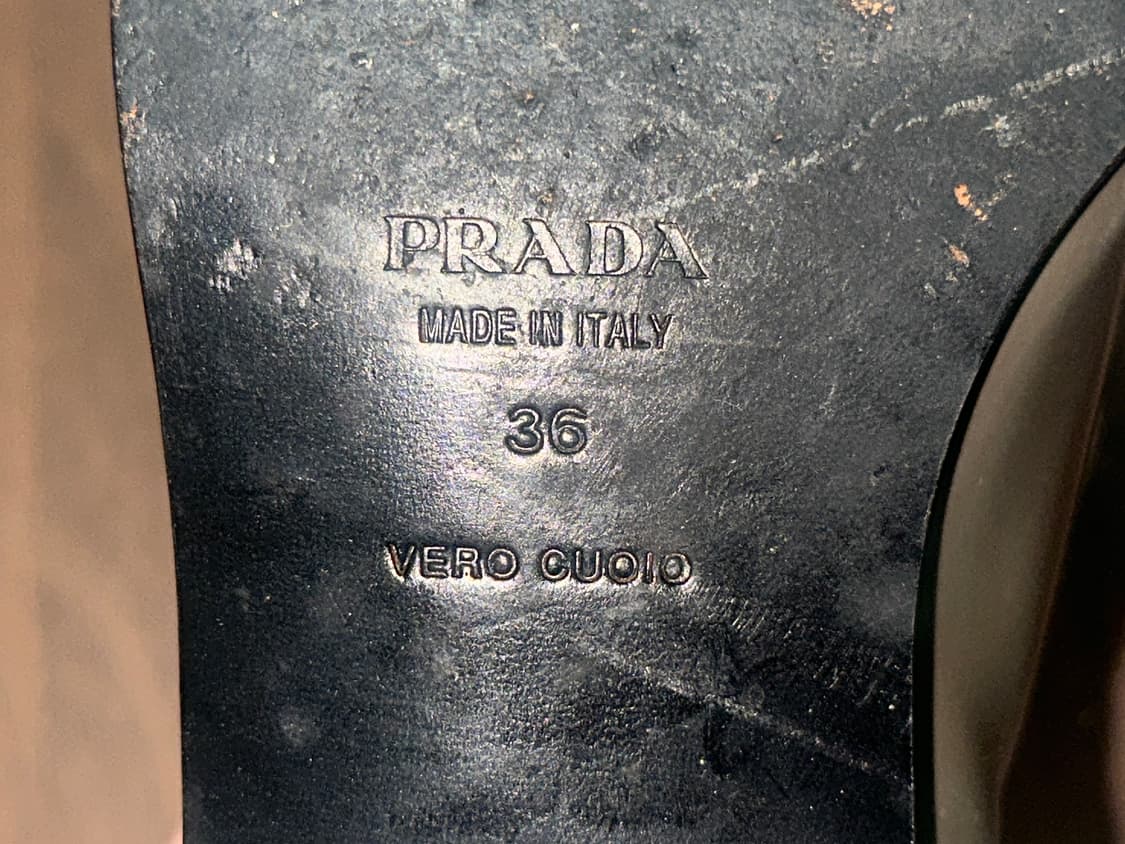 PRADA
MADE IN ITALY
36
VERO CUOIO